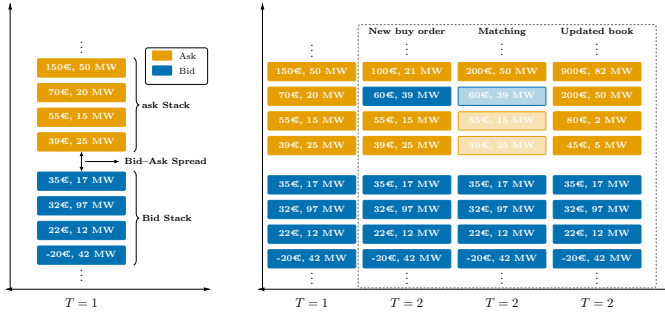 ⋮
150€, 50 MW
70€, 20 MW
55€, 15 MW
39€, 25 MW
35€, 17 MW
32€, 97 MW
22€, 12 MW
-20€, 42 MW
⋮
T = 1
Ask
Bid
ask Stack
Bid–Ask Spread
Bid Stack
New buy order Matching Updated book
⋮ ⋮ ⋮ ⋮
150€, 50 MW 100€, 21 MW 200€, 50 MW 900€, 82 MW
70€, 20 MW 60€, 39 MW 60€, 39 MW 200€, 50 MW
55€, 15 MW 55€, 15 MW 55€, 15 MW 80€, 2 MW
39€, 25 MW 39€, 25 MW 39€, 25 MW 45€, 5 MW
35€, 17 MW 35€, 17 MW 35€, 17 MW 35€, 17 MW
32€, 97 MW 32€, 97 MW 32€, 97 MW 32€, 97 MW
22€, 12 MW 22€, 12 MW 22€, 12 MW 22€, 12 MW
-20€, 42 MW -20€, 42 MW -20€, 42 MW -20€, 42 MW
⋮ ⋮ ⋮ ⋮
T = 1 T = 2 T = 2 T = 2